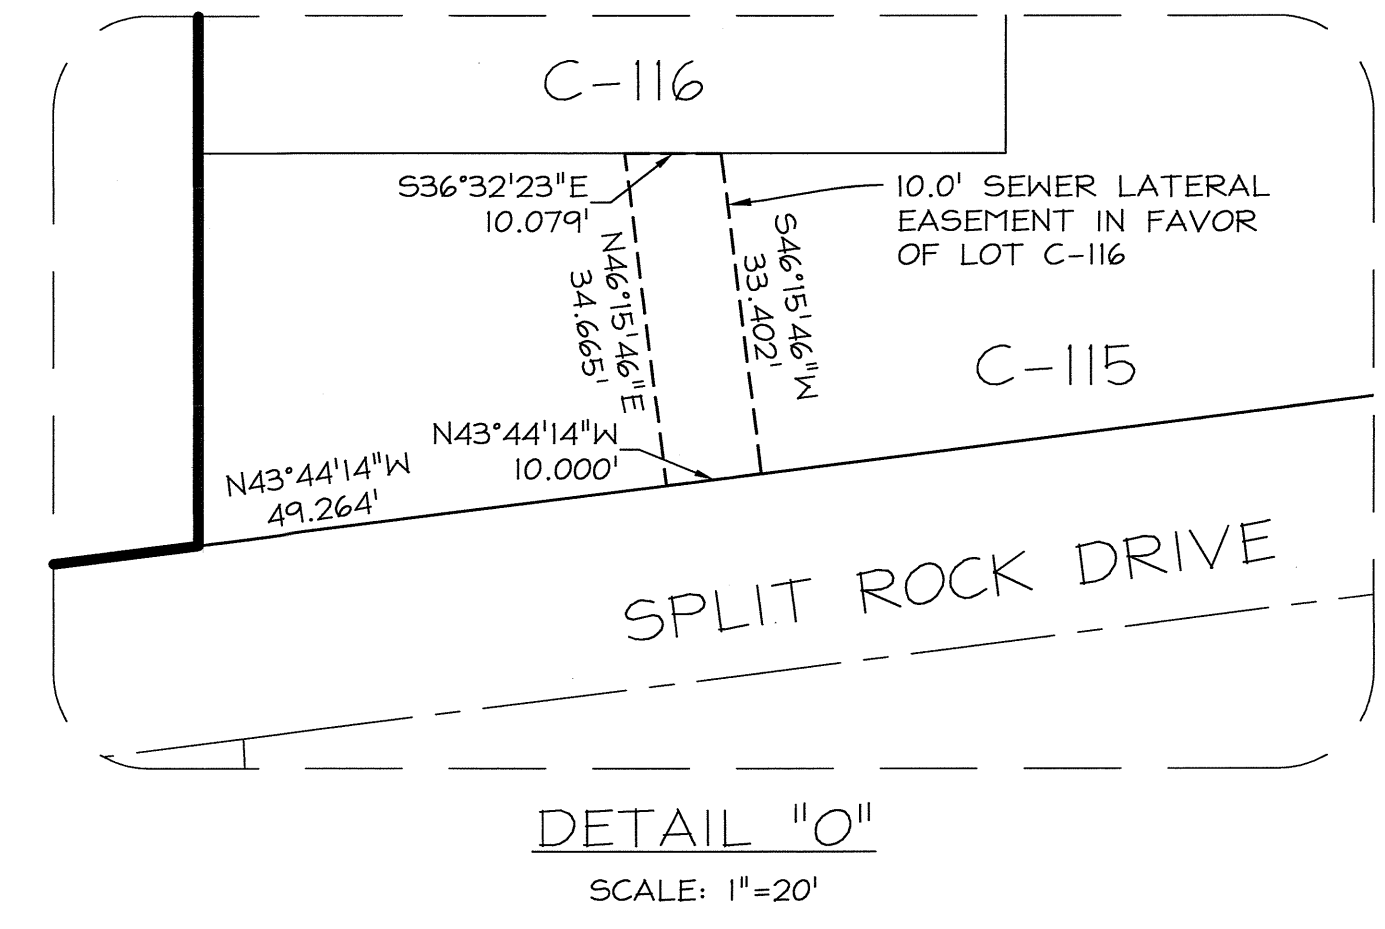 C-116
S36°32'23"E
10.079'
10.0' SEWER LATERAL
EASEMENT IN FAVOR
OF LOT C-116
N46°15'46"E
34.665'
S46°15'46"W
33.402'
C-115
N43°44'14"W
10.000'
N43°44'14"W
49.264'
SPLIT ROCK DRIVE
DETAIL "O"
SCALE: 1"=20'